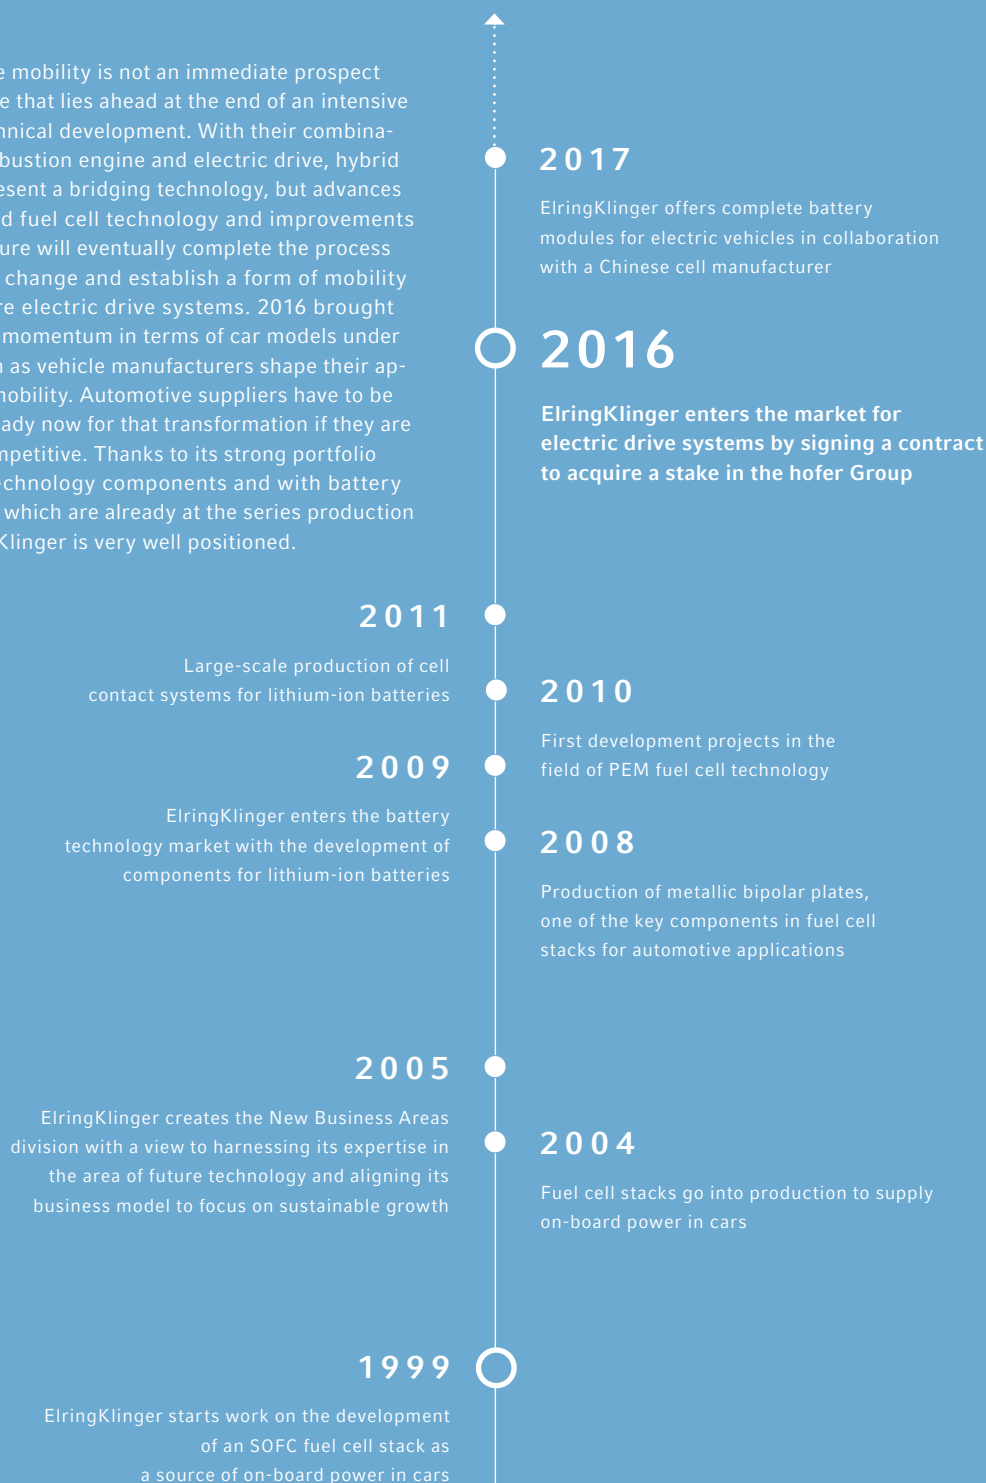 e mobility is not an immediate prospect
e that lies ahead at the end of an intensive
nnical development. With their combina-
bustion engine and electric drive, hybrid
esent a bridging technology, but advances
d fuel cell technology and improvements
ure will eventually complete the process
change and establish a form of mobility
re electric drive systems. 2016 brought
momentum in terms of car models under
n as vehicle manufacturers shape their ap-
mobility. Automotive suppliers have to be
ady now for that transformation if they are
mpetitive. Thanks to its strong portfolio
echnology components and with battery
which are already at the series production
Klinger is very well positioned.
2017
ElringKlinger offers complete battery
modules for electric vehicles in collaboration
with a Chinese cell manufacturer
2016
ElringKlinger enters the market for
electric drive systems by signing a contract
to acquire a stake in the hofer Group
2011
Large-scale production of cell
contact systems for lithium-ion batteries
2010
First development projects in the
field of PEM fuel cell technology
2009
ElringKlinger enters the battery
technology market with the development of
components for lithium-ion batteries
2008
Production of metallic bipolar plates,
one of the key components in fuel cell
stacks for automotive applications
2005
ElringKlinger creates the New Business Areas
division with a view to harnessing its expertise in
the area of future technology and aligning its
business model to focus on sustainable growth
2004
Fuel cell stacks go into production to supply
on-board power in cars
1999
ElringKlinger starts work on the development
of an SOFC fuel cell stack as
a source of on-board power in cars